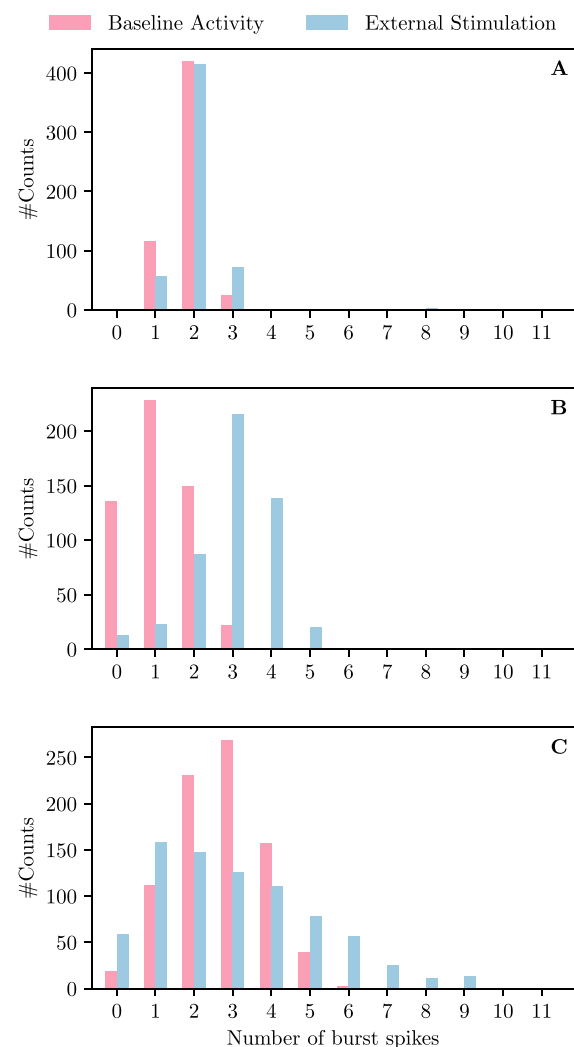 Baseline Activity External Stimulation
A
400
300
200
100
0
#Counts
0 1 2 3 4 5 6 7 8 9 10 11
B
200
150
100
50
0
#Counts
0 1 2 3 4 5 6 7 8 9 10 11
C
250
200
150
100
50
0
#Counts
0 1 2 3 4 5 6 7 8 9 10 11
Number of burst spikes